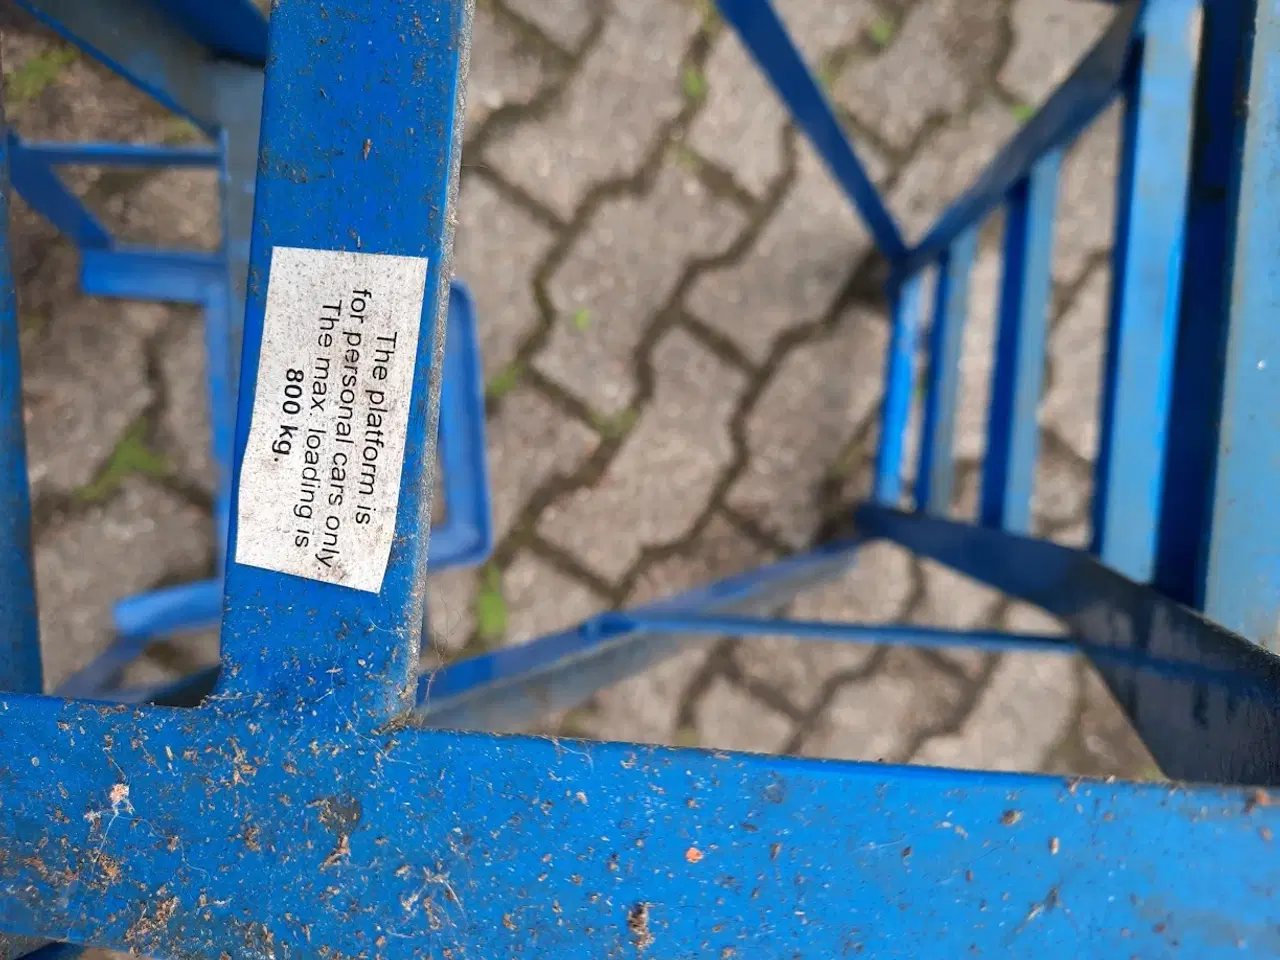 The platform is
for personal cars only.
The max. loading is
800 kg.